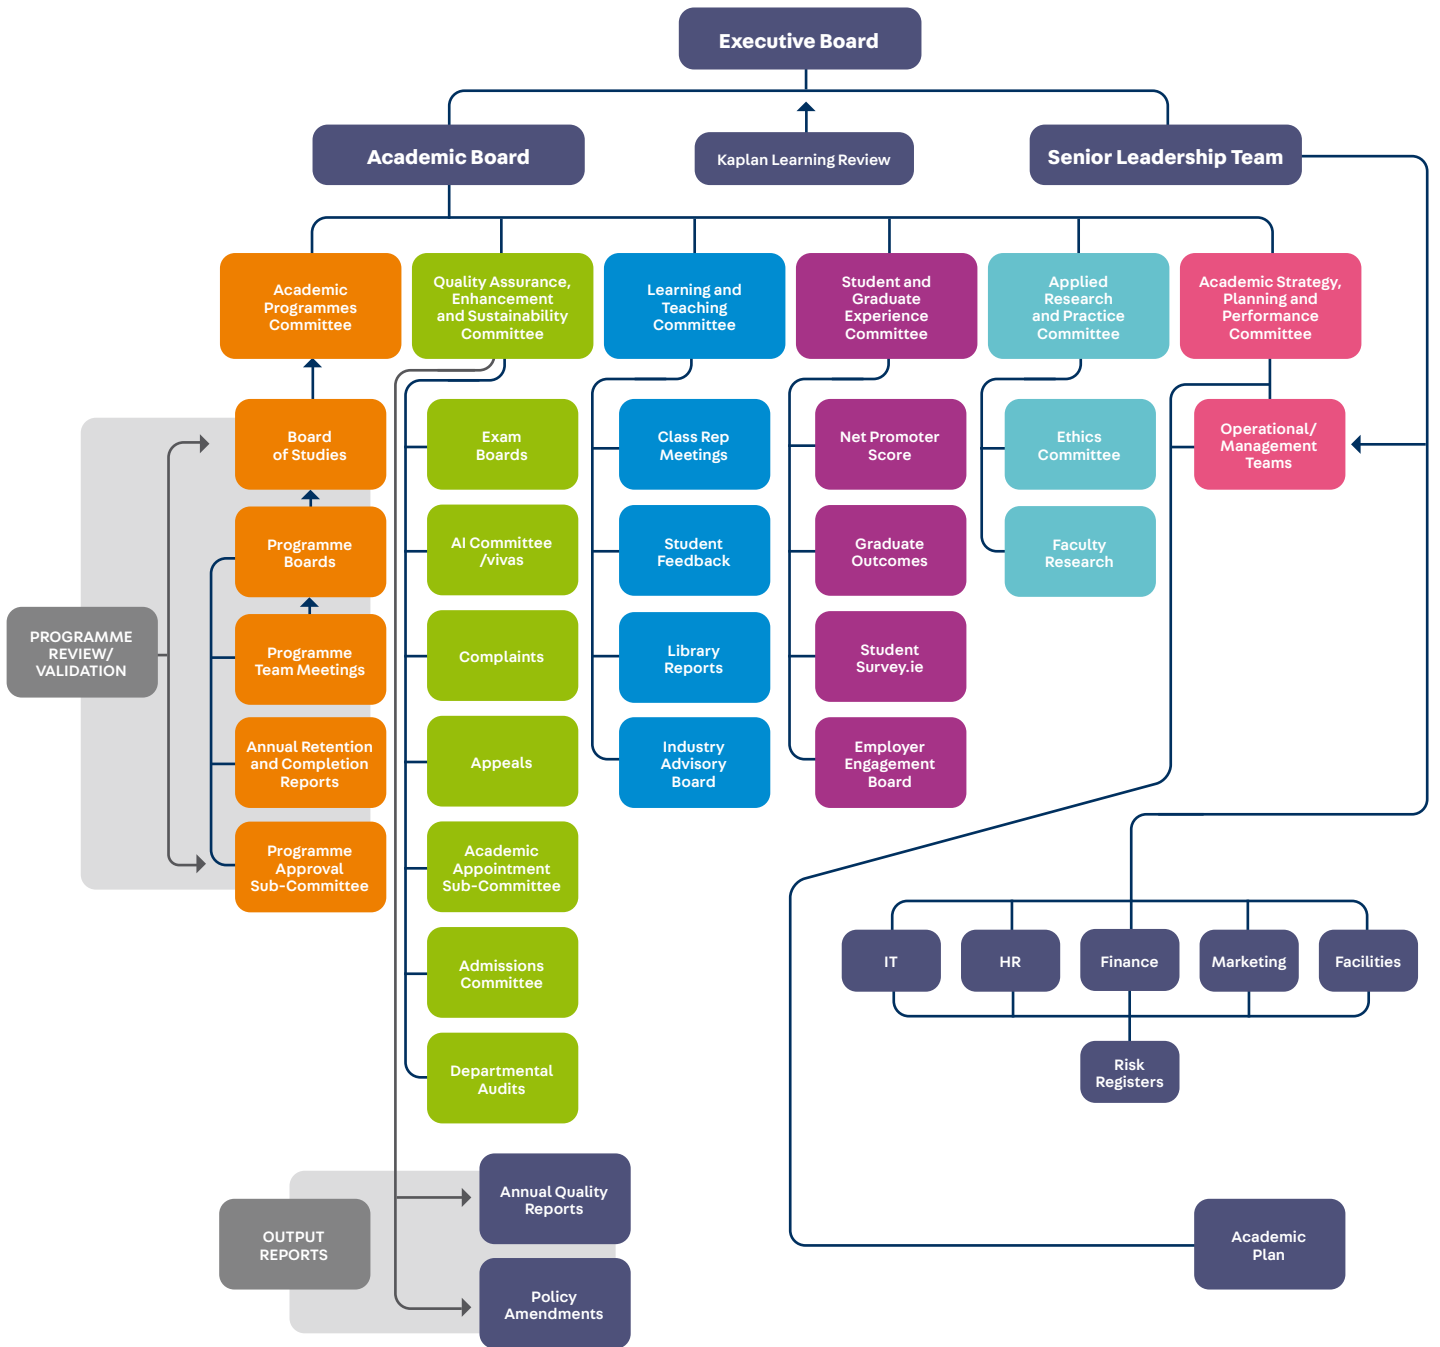 Executive Board
Academic Board
Kaplan Learning Review
Senior Leadership Team
Academic
Programmes
Committee
Quality Assurance,
Enhancement
and Sustainability
Committee
Learning and
Teaching
Committee
Student and
Graduate
Experience
Committee
Applied
Research
and Practice
Committee
Academic Strategy,
Planning and
Performance
Committee
Board
of Studies
Programme
Boards
Programme
Team Meetings
Annual Retention
and Completion
Reports
Programme
Approval
Sub-Committee
PROGRAMME
REVIEW/
VALIDATION
Exam
Boards
AI Committee
/vivas
Complaints
Appeals
Academic
Appointment
Sub-Committee
Admissions
Committee
Departmental
Audits
Class Rep
Meetings
Student
Feedback
Library
Reports
Industry
Advisory
Board
Net Promoter
Score
Graduate
Outcomes
Student
Survey.ie
Employer
Engagement
Board
Ethics
Committee
Faculty
Research
Operational/
Management
Teams
IT
HR
Finance
Marketing
Facilities
Risk
Registers
OUTPUT
REPORTS
Annual Quality
Reports
Policy
Amendments
Academic
Plan